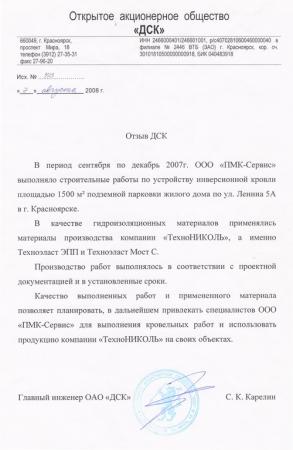 Открытое акционерное общество
«ДСК»
660049, г. Красноярск,
проспект Мира, 18
телефон (3912) 27-35-31
факс 27-96-20
ИНН 2466000401/246601001, р/с40702810600460000040 в
филиале № 2446 ВТБ (ЗАО) г. Красноярск, кор. сч.
30101810500000000918, БИК 040483918
Исх. №
« 7 » августа 2008 г.
Отзыв ДСК
В период сентября по декабрь 2007г. ООО «ПМК-Сервис»
выполняло строительные работы по устройству инверсионной кровли
площадью 1500 м² подземной парковки жилого дома по ул. Ленина 5А
в г. Красноярске.
В качестве гидроизоляционных материалов применялись
материалы производства компании «ТехноНИКОЛЬ», а именно
Техноэласт ЭПП и Техноэласт Мост С.
Производство работ выполнялось в соответствии с проектной
документацией и в установленные сроки.
Качество выполненных работ и примененного материала
позволяет планировать, в дальнейшем привлекать специалистов ООО
«ПМК-Сервис» для выполнения кровельных работ и использовать
продукцию компании «ТехноНИКОЛЬ» на своих объектах.
Главный инженер ОАО «ДСК» С. К. Карелин